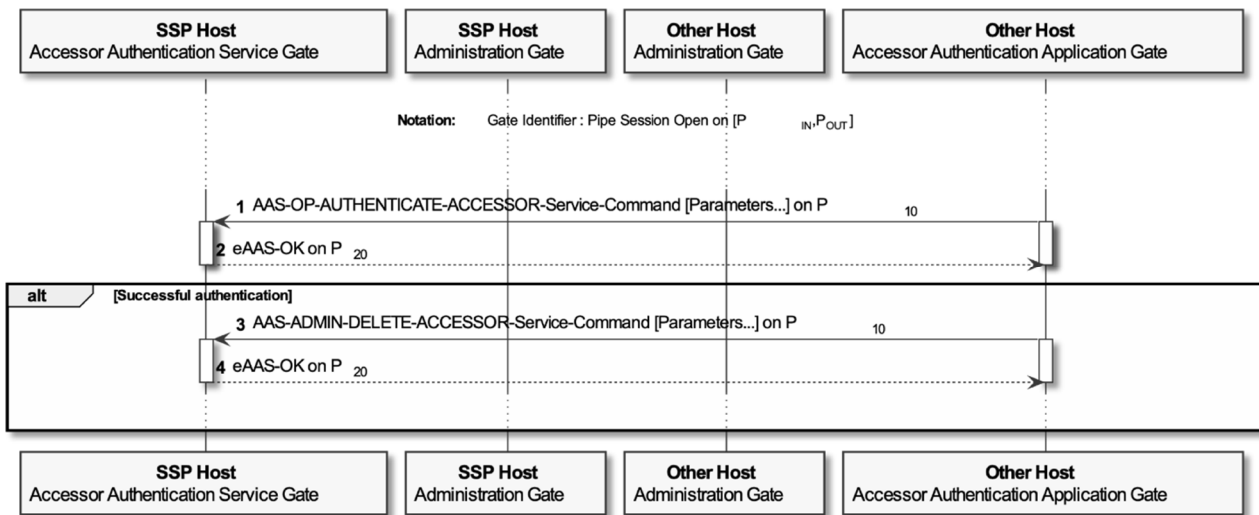 SSP Host
Accessor Authentication Service Gate
SSP Host
Administration Gate
Other Host
Administration Gate
Other Host
Accessor Authentication Application Gate
Notation: Gate Identifier : Pipe Session Open on [P IN,POUT]
1 AAS-OP-AUTHENTICATE-ACCESSOR-Service-Command [Parameters...] on P 10
2 eAAS-OK on P 20
alt [Successful authentication]
3 AAS-ADMIN-DELETE-ACCESSOR-Service-Command [Parameters...] on P 10
4 eAAS-OK on P 20
SSP Host
Accessor Authentication Service Gate
SSP Host
Administration Gate
Other Host
Administration Gate
Other Host
Accessor Authentication Application Gate